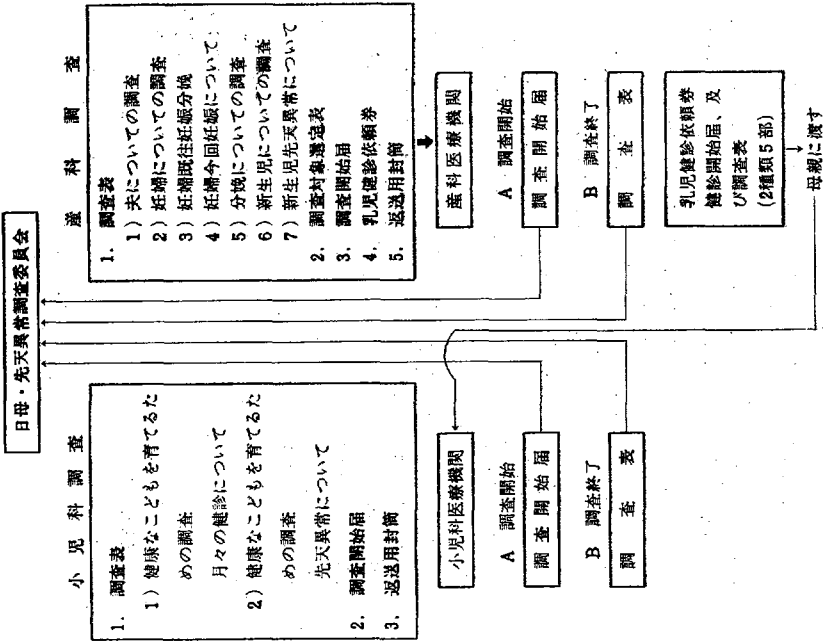 日母・先天異常調査委員会
小児科調査
1. 調査表
1) 健康なこどもを育てるた
めの調査
月々の健診について
2) 健康なこどもを育てるた
めの調査
先天異常について
2. 調査開始届
3. 返送用封筒
小児科医療機関
A 調査開始
調査開始届
B 調査終了
調査表
産科調査
1. 調査表
1) 夫についての調査
2) 妊婦についての調査
3) 妊婦既往妊娠分娩
4) 妊婦今回妊娠について
5) 分娩についての調査
6) 新生児についての調査
7) 新生児先天異常について
2. 調査対象選定表
3. 調査開始届
4. 乳児健診依頼券
5. 返送用封筒
産科医療機関
A 調査開始
調査開始届
B 調査終了
調査表
乳児健診依頼券
健診開始届、及
び調査表
(2種類5部)
母親に渡す